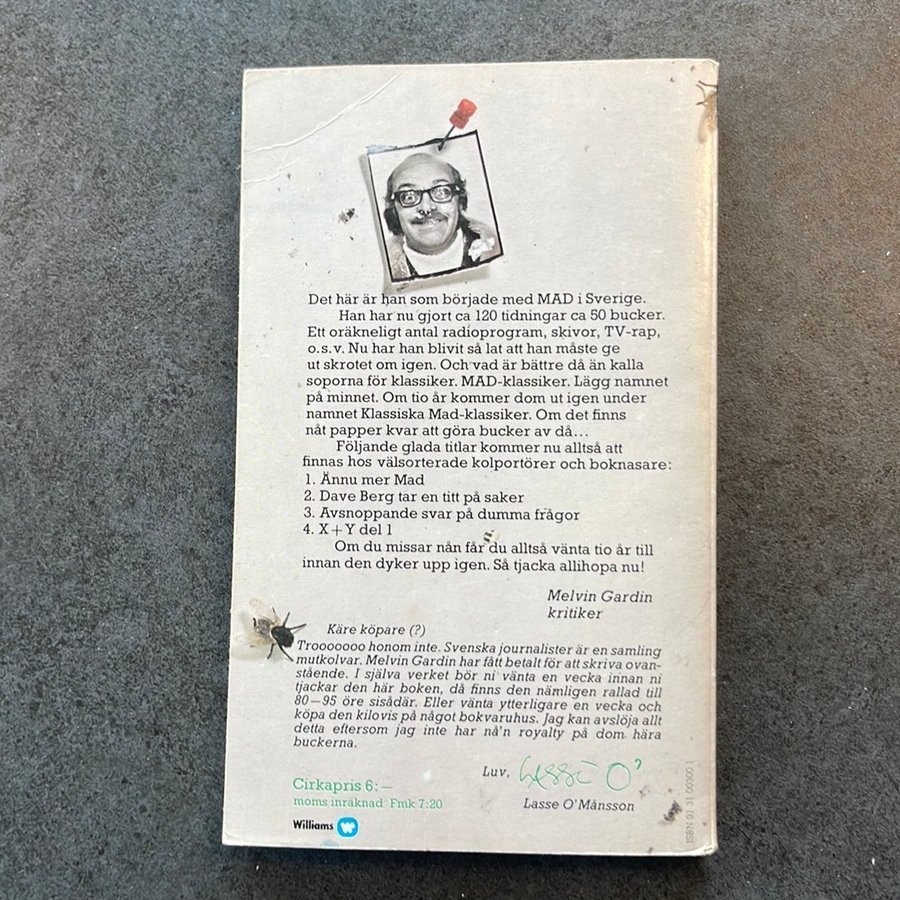 Det här är han som började med MAD i Sverige.
Han har nu gjort ca 120 tidningar ca 50 bucker.
Ett oräkneligt antal radioprogram, skivor, TV-rap,
o.s.v. Nu har han blivit så lat att han måste ge
ut skrotet om igen. Och vad är bättre då än kalla
soporna för klassiker. MAD-klassiker. Lägg namnet
på minnet. Om tio år kommer dom ut igen under
namnet Klassiska Mad-klassiker. Om det finns
nåt papper kvar att göra bucker av då...
Följande glada titlar kommer nu alltså att
finnas hos välsorterade kolportörer och boknasare:
1. Ännu mer Mad
2. Dave Berg tar en titt på saker
3. Avsnoppande svar på dumma frågor
4. X + Y del 1
Om du missar nån får du alltså vänta tio år till
innan den dyker upp igen. Så tjacka allihopa nu!
Melvin Gardin
kritiker
Käre köpare (?)
Trooooooo honom inte. Svenska journalister är en samling
mutkolvar. Melvin Gardin har fått betalt för att skriva ovan-
stående. I själva verket bör ni vänta en vecka innan ni
tjackar den här boken, då finns den nämligen rallad till
80—95 öre sisådär. Eller vänta ytterligare en vecka och
köpa den kilovis på något bokvaruhus. Jag kan avslöja allt
detta eftersom jag inte har nå'n royalty på dom hära
buckerna.
Luv, Lasse O'
Lasse O'Månsson
Cirkapris 6:—
moms inräknad Fmk 7:20
Williams
ISBN 91 31 00300 1